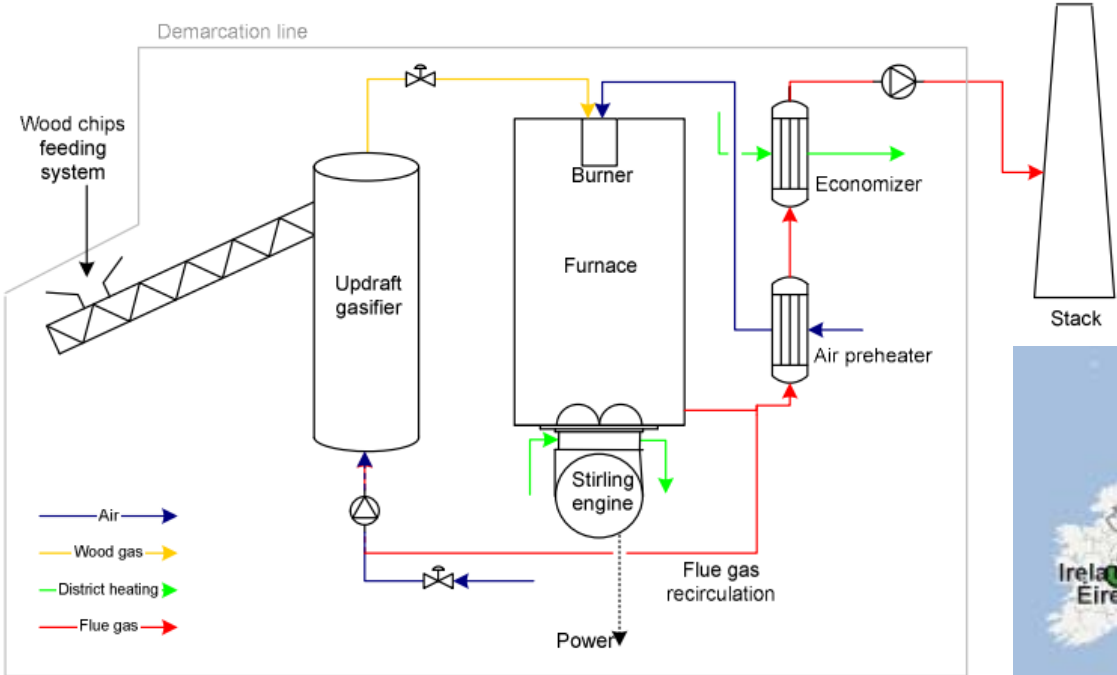 Demarcation line
Wood chips
feeding
system
Updraft
gasifier
Burner
Furnace
Economizer
Air preheater
Stack
Stirling
engine
Flue gas
recirculation
Power
Air
Wood gas
District heating
Flue gas
Éire